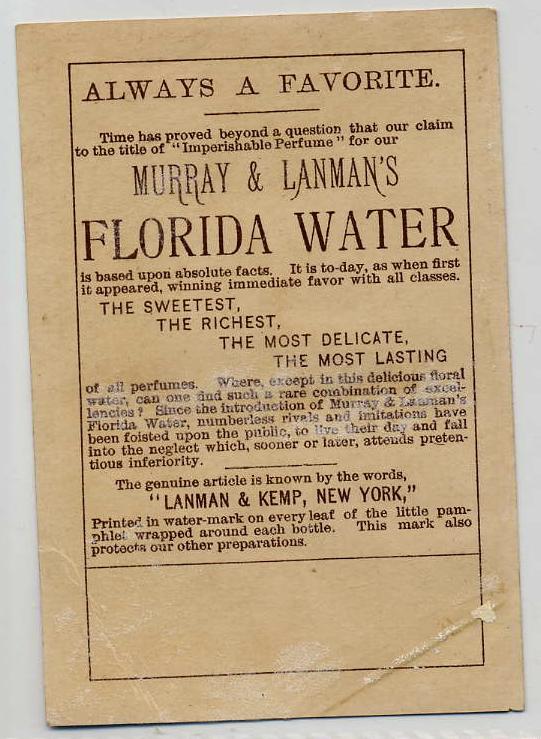 ALWAYS A FAVORITE.
Time has proved beyond a question that our claim
to the title of "Imperishable Perfume" for our
MURRAY & LANMAN'S
FLORIDA WATER
is based upon absolute facts. It is to-day, as when first
it appeared, winning immediate favor with all classes.
THE SWEETEST,
THE RICHEST,
THE MOST DELICATE,
THE MOST LASTING
of all perfumes. Where, except in this delicious floral
water, can one find such a rare combination of excel-
lencies? Since the introduction of Murray & Lanman's
Florida Water, numberless rivals and imitations have
been foisted upon the public, to live their day and fall
into the neglect which, sooner or later, attends preten-
tious inferiority.
The genuine article is known by the words,
"LANMAN & KEMP, NEW YORK,"
Printed in water-mark on every leaf of the little pam-
phlet wrapped around each bottle. This mark also
protects our other preparations.